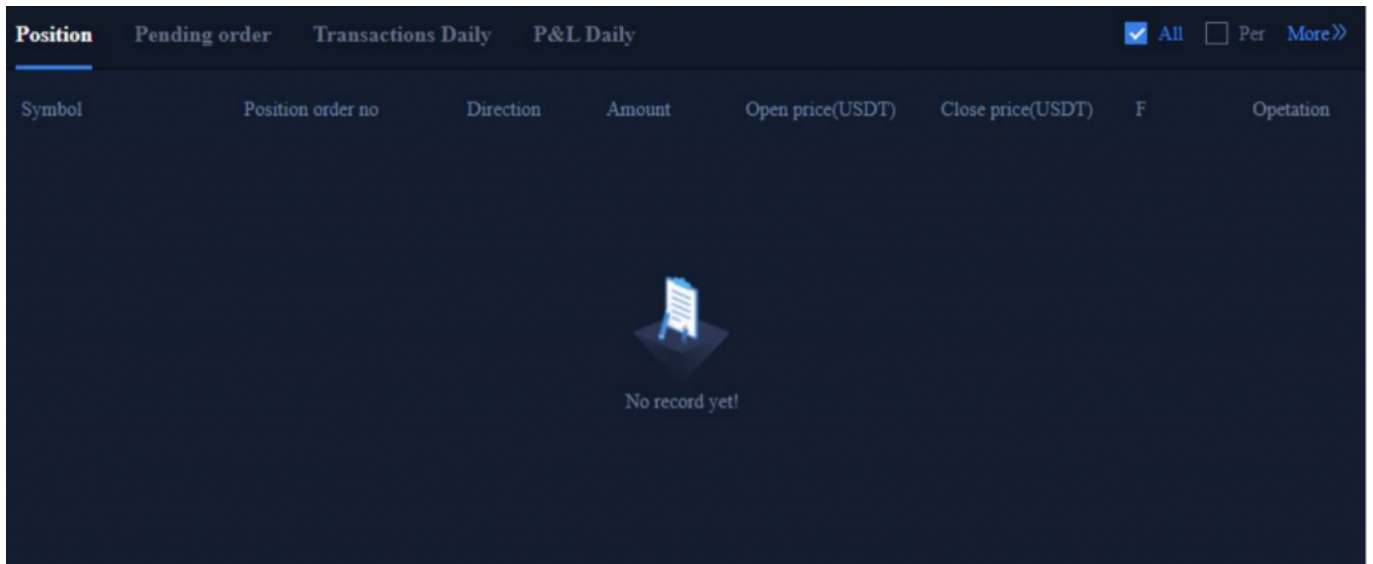 Position Pending order Transactions Daily P&L Daily All Per More»
Symbol Position order no Direction Amount Open price(USDT) Close price(USDT) F Opetation
No record yet!